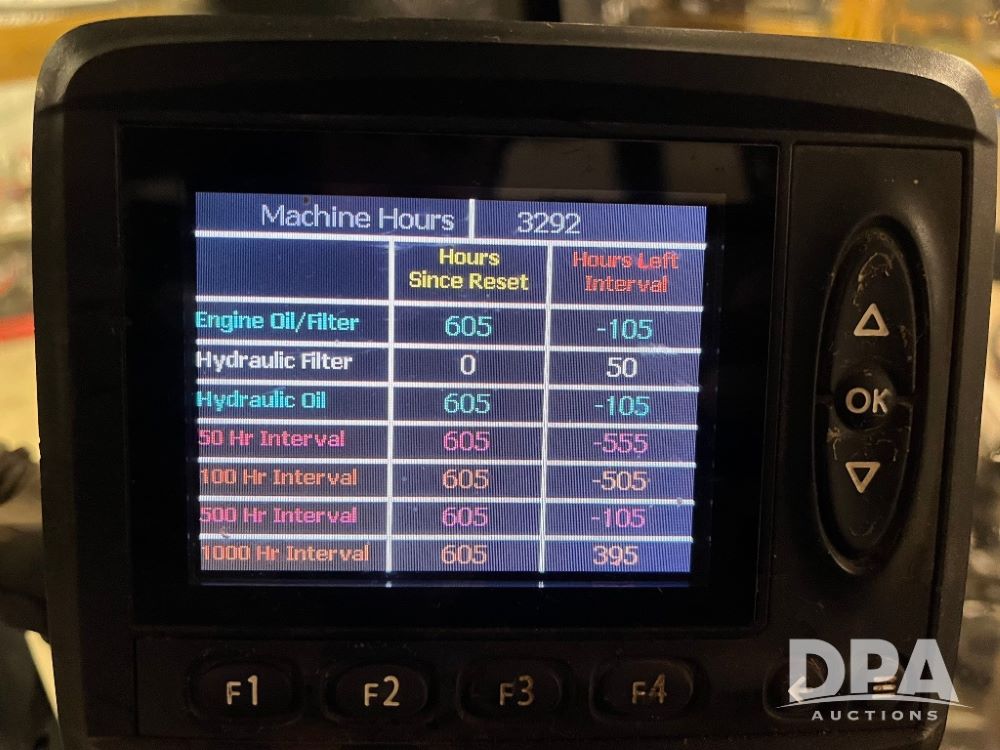 Machine Hours 3292
Hours Since Reset Hours Left Interval
Engine Oil/Filter 605 -105
Hydraulic Filter 0 50
Hydraulic Oil 605 -105
50 Hr Interval 605 -555
100 Hr Interval 605 -505
500 Hr Interval 605 -105
1000 Hr Interval 605 395
OK
F1 F2 F3 F4
DPA
AUCTIONS